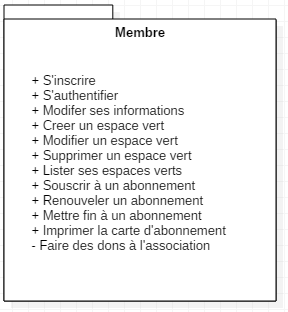 Membre
+ S'inscrire
+ S'authentifier
+ Modifer ses informations
+ Creer un espace vert
+ Modifier un espace vert
+ Supprimer un espace vert
+ Lister ses espaces verts
+ Souscrir à un abonnement
+ Renouveler un abonnement
+ Mettre fin à un abonnement
+ Imprimer la carte d'abonnement
- Faire des dons à l'association